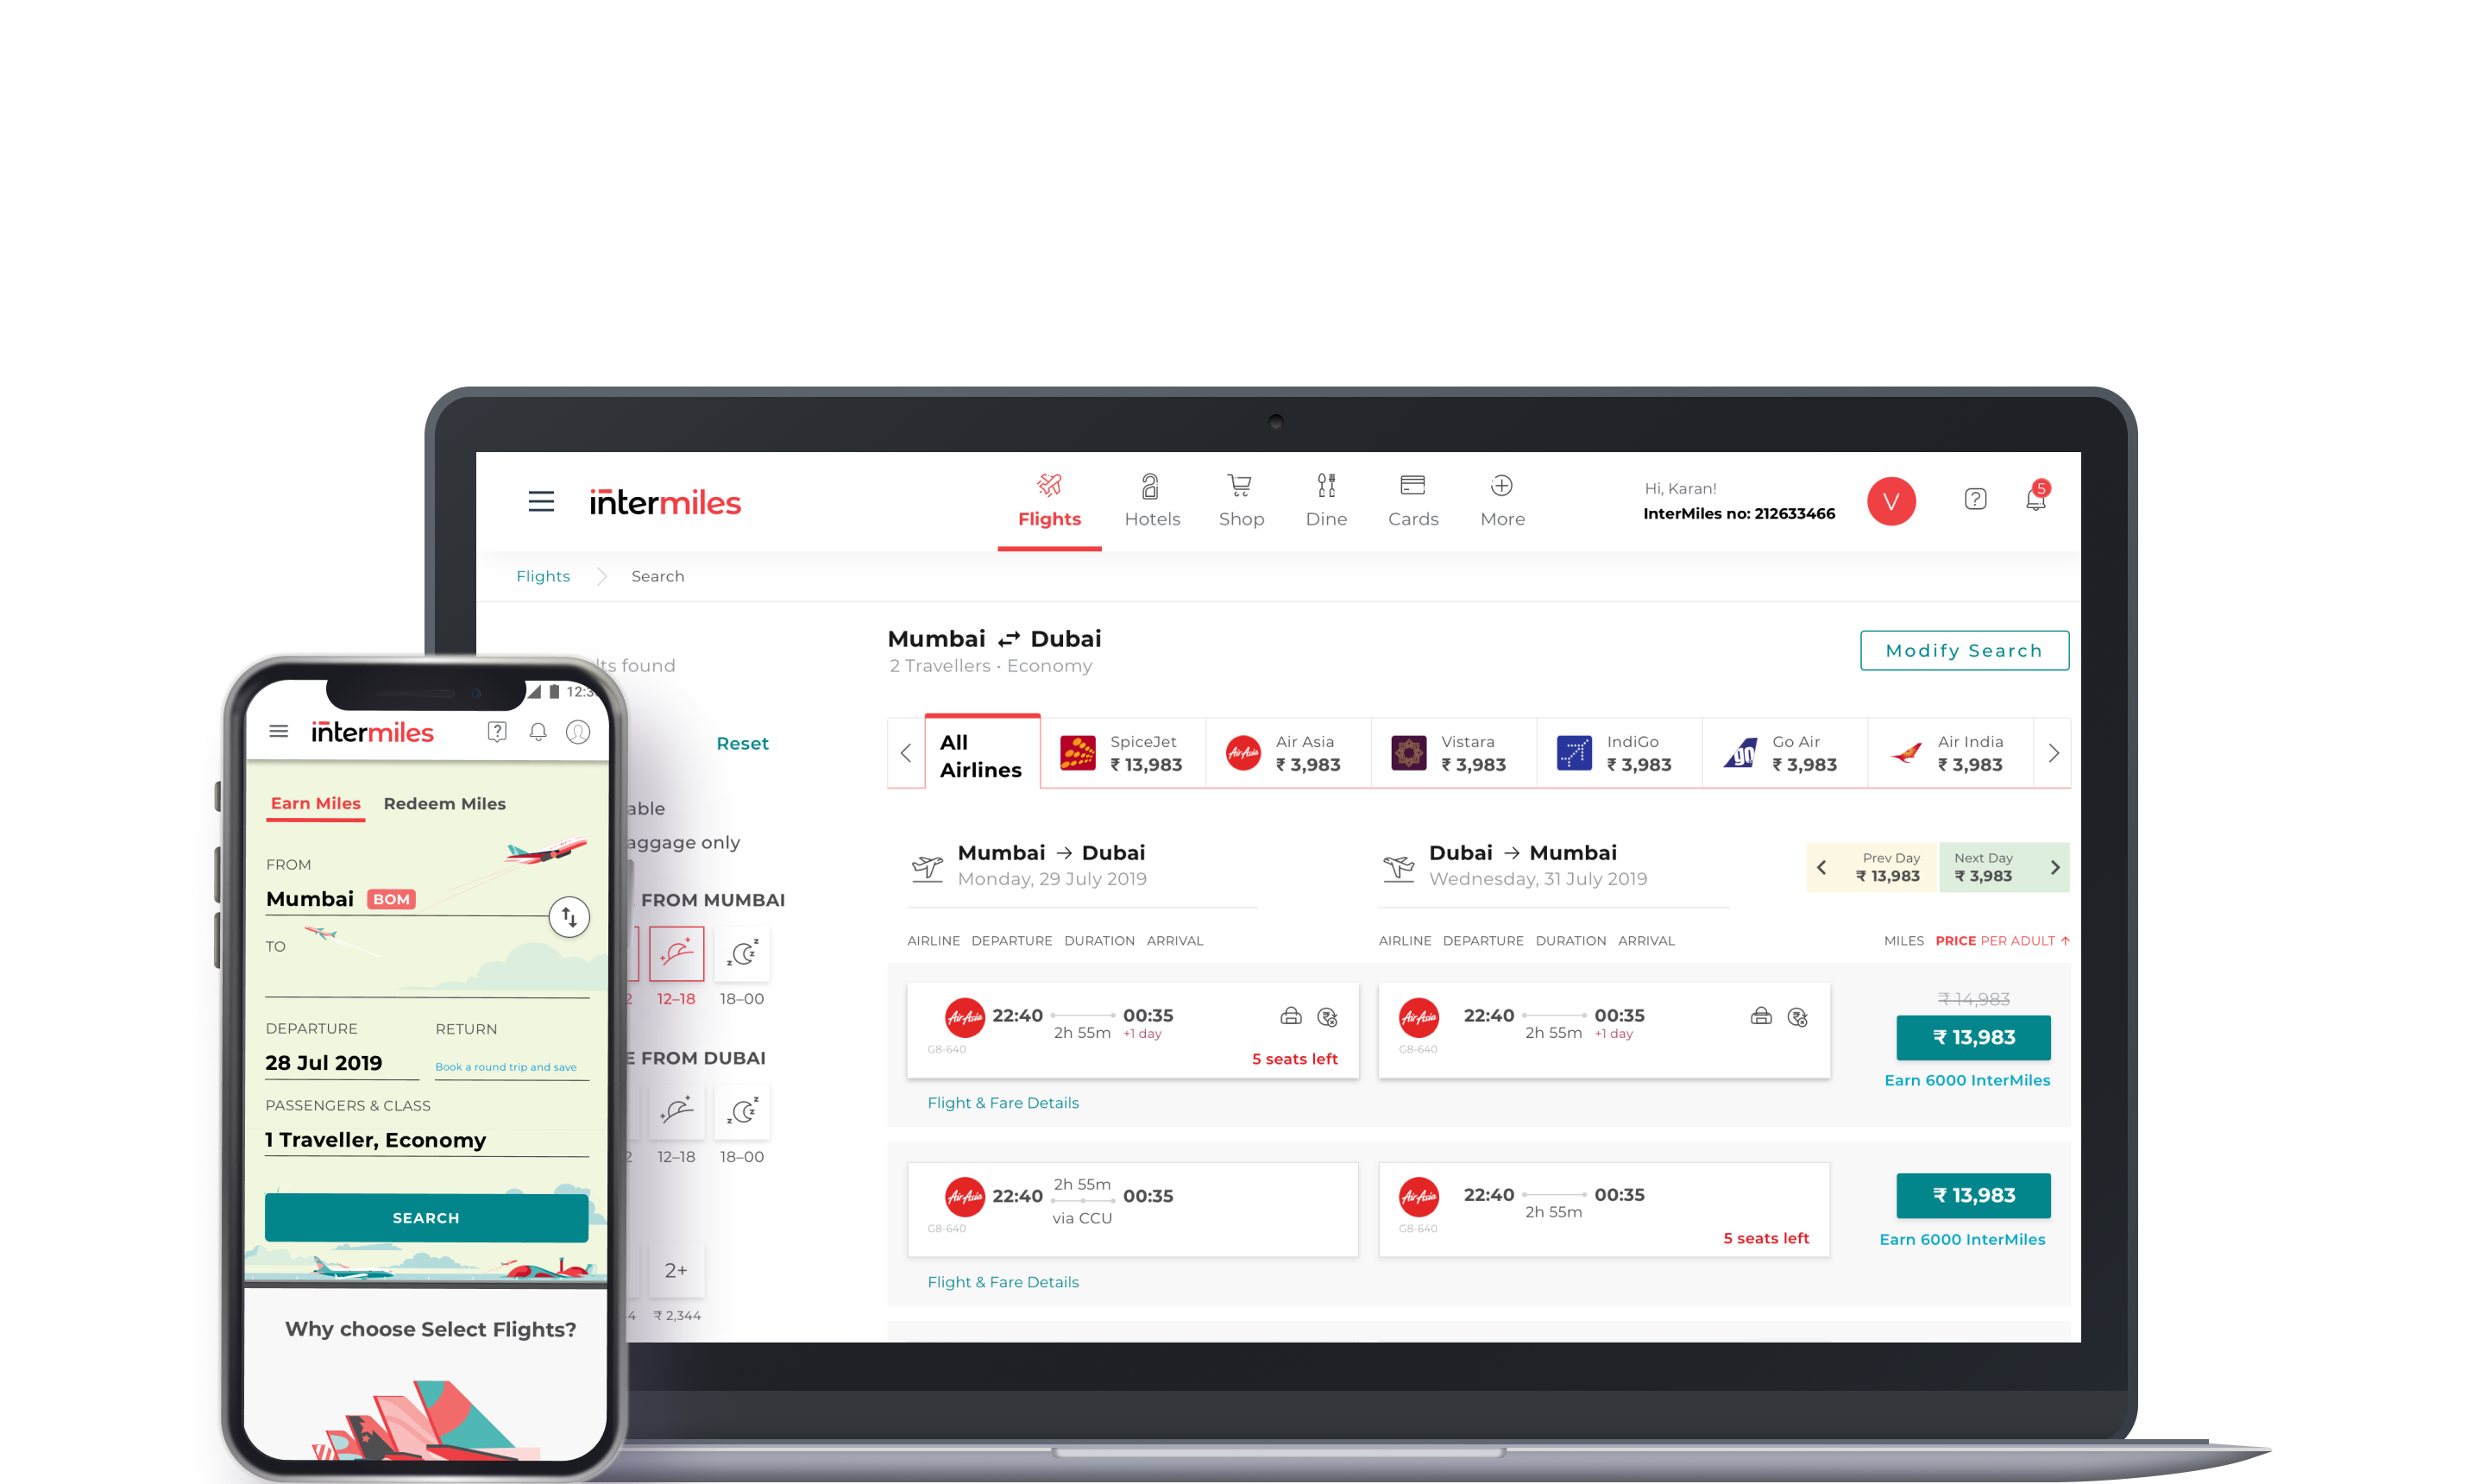 intermiles
Flights
Hotels
Shop
Dine
Cards
More
Hi, Karan!
InterMiles no: 212633466
V
?
5
Flights
Search
Mumbai Dubai
2 Travellers • Economy
Modify Search
found
Reset
aggage only
FROM MUMBAI
12–18
18–00
FROM DUBAI
12–18
18–00
2+
₹ 2,344
All
Airlines
SpiceJet
₹ 13,983
AirAsia
Air Asia
₹ 3,983
Vistara
₹ 3,983
IndiGo
₹ 3,983
go
Go Air
₹ 3,983
Air India
₹ 3,983
Mumbai → Dubai
Monday, 29 July 2019
Dubai → Mumbai
Wednesday, 31 July 2019
Prev Day
₹ 13,983
Next Day
₹ 3,983
AIRLINE DEPARTURE DURATION ARRIVAL
AIRLINE DEPARTURE DURATION ARRIVAL
MILES PRICE PER ADULT ↑
AirAsia
22:40
00:35
2h 55m
+1 day
G8-640
5 seats left
AirAsia
22:40
00:35
2h 55m
+1 day
G8-640
₹ 14,983
₹ 13,983
Earn 6000 InterMiles
Flight & Fare Details
AirAsia
2h 55m
22:40
00:35
via CCU
G8-640
AirAsia
22:40
00:35
2h 55m
G8-640
5 seats left
₹ 13,983
Earn 6000 InterMiles
Flight & Fare Details
intermiles
?
Earn Miles
Redeem Miles
FROM
Mumbai BOM
TO
DEPARTURE
RETURN
28 Jul 2019
Book a round trip and save
PASSENGERS & CLASS
1 Traveller, Economy
SEARCH
Why choose Select Flights?